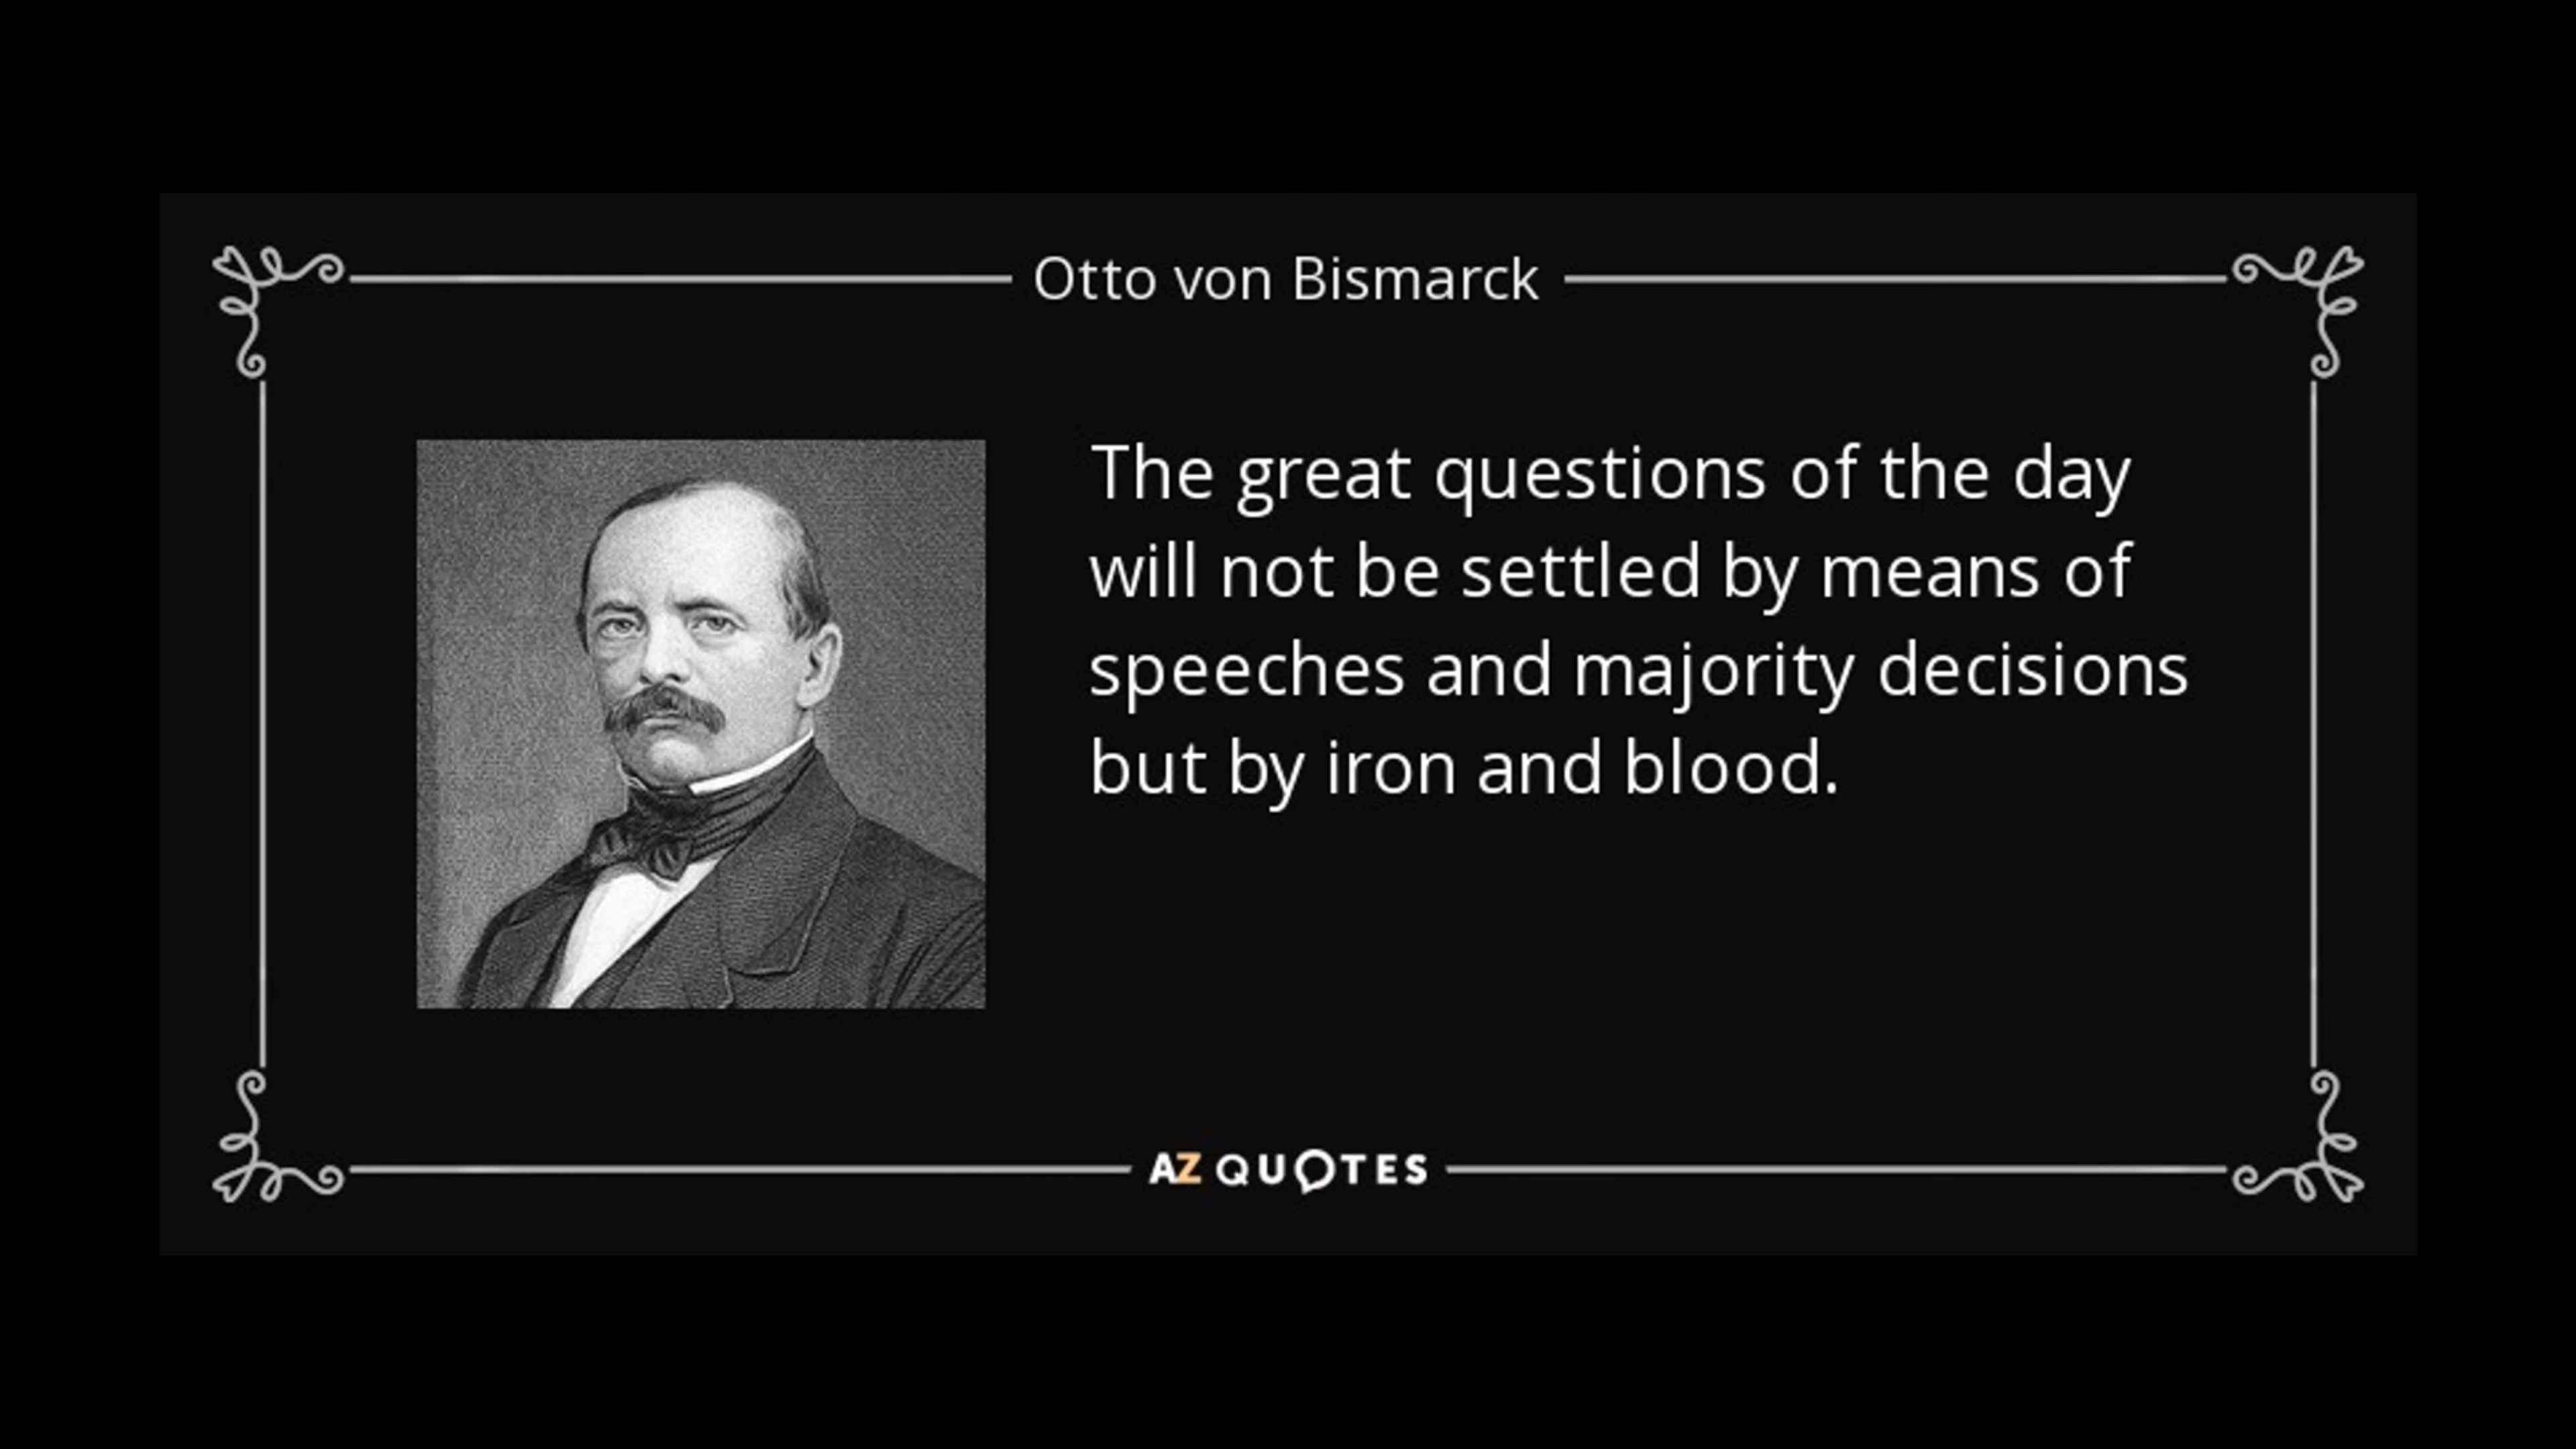 Otto von Bismarck
The great questions of the day
will not be settled by means of
speeches and majority decisions
but by iron and blood.
AZ QUOTES